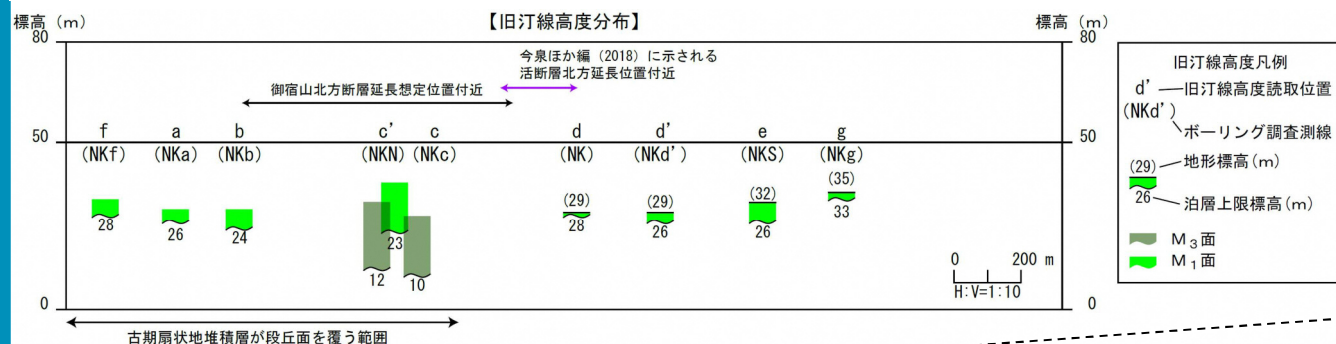 標高（m）
【旧汀線高度分布】
標高（m）
80
80
今泉ほか編（2018）に示される
活断層北方延長位置付近
御宿山北方断層延長想定位置付近
f a b c' c d d' e g
50
50
(NKf) (NKa) (NKb) (NKN) (NKc) (NK) (NKd') (NKS) (NKg)
(29) (29) (32) (35)
28 26 24 23 28 26 26 33
12 10
0 200 m
H:V=1:10
0
0
古期扇状地堆積層が段丘面を覆う範囲
旧汀線高度凡例
d' 旧汀線高度読取位置
(NKd')
ボーリング調査測線
(29) 地形標高(m)
26 泊層上限標高(m)
M₃面
M₁面